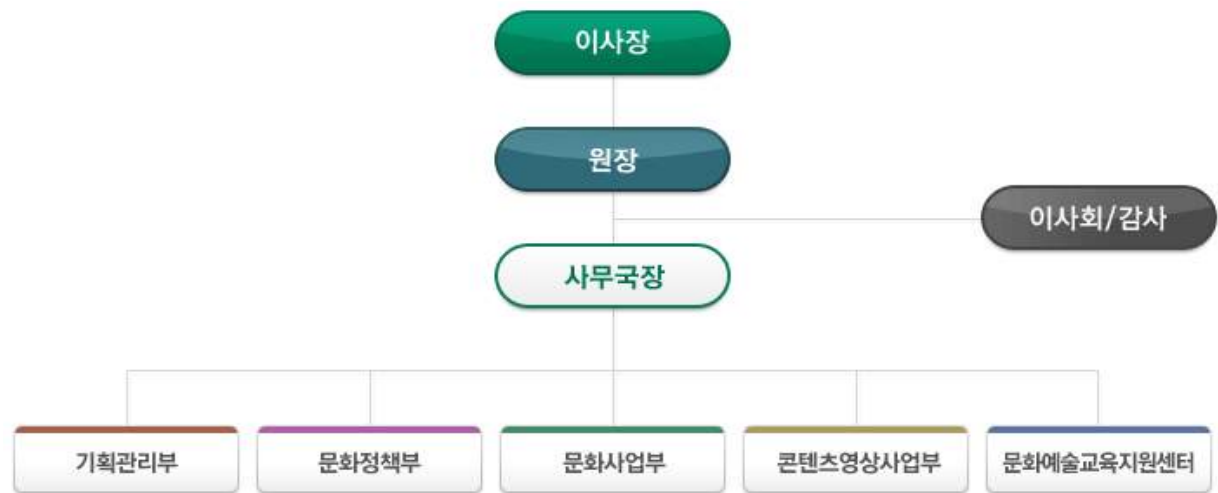 이사장
원장
이사회/감사
사무국장
기획관리부
문화정책부
문화사업부
콘텐츠영상사업부
문화예술교육지원센터